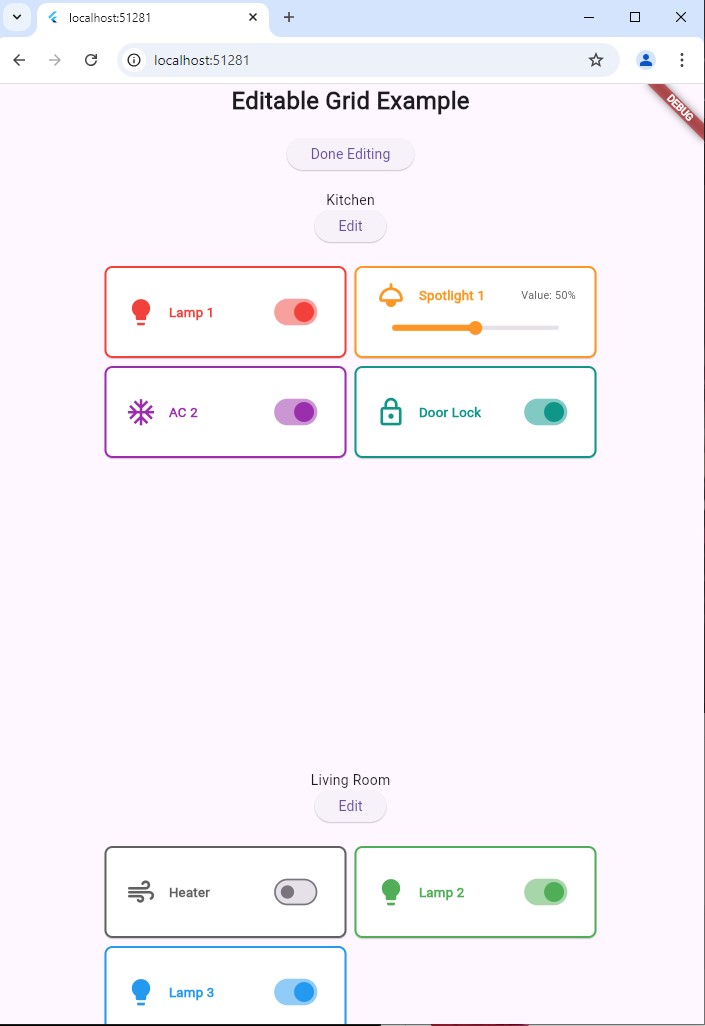 localhost:51281
localhost:51281
Editable Grid Example
DEBUG
Done Editing
Kitchen
Edit
Lamp 1
Spotlight 1 Value: 50%
AC 2
Door Lock
Living Room
Edit
Heater
Lamp 2
Lamp 3